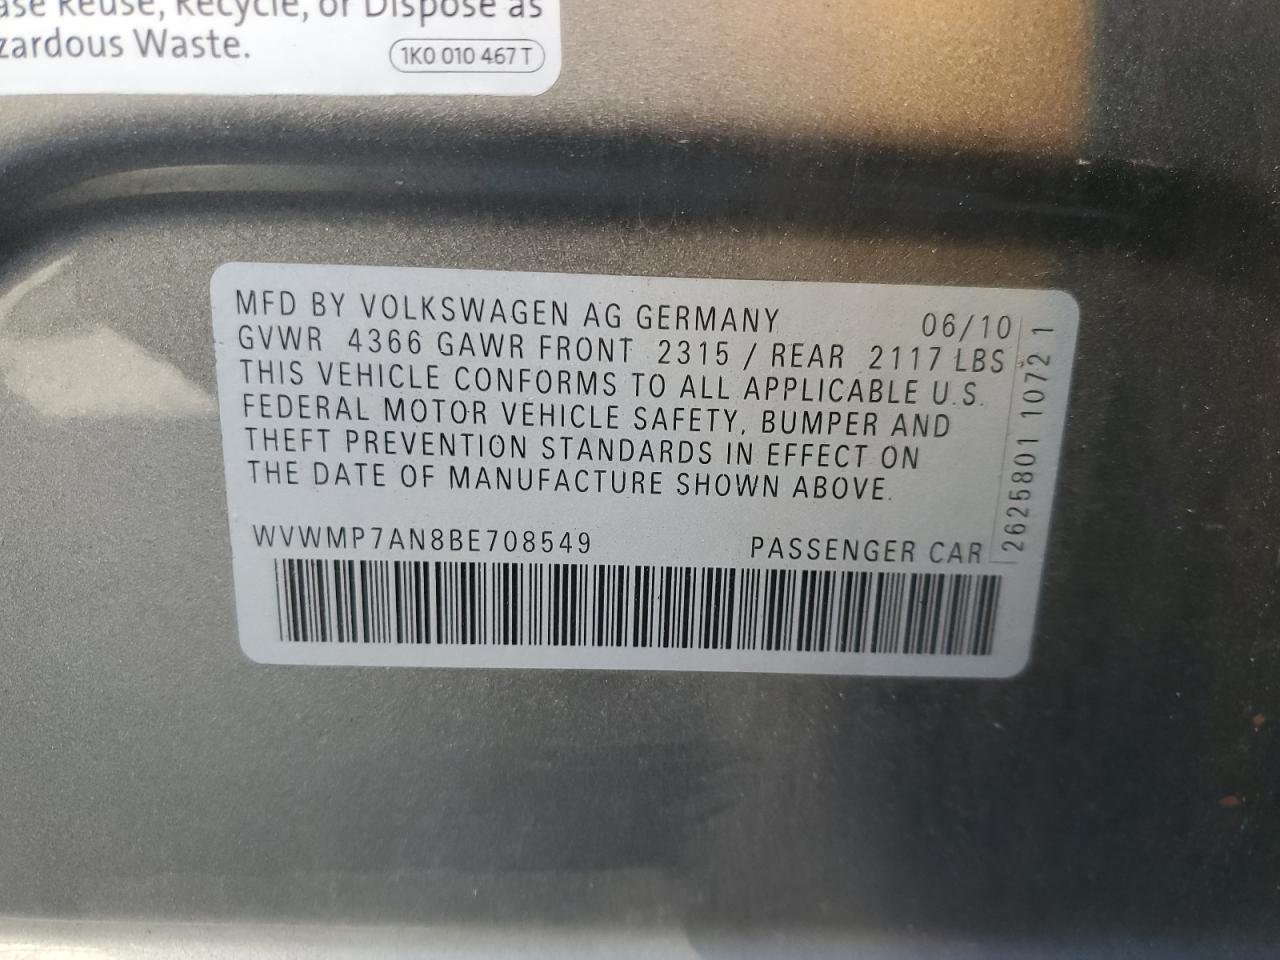 ase Reuse, Recycle, or Dispose as
zardous Waste.
1K0 010 467 T
MFD BY VOLKSWAGEN AG GERMANY 06/10
GVWR 4366 GAWR FRONT 2315 / REAR 2117 LBS
THIS VEHICLE CONFORMS TO ALL APPLICABLE U.S.
FEDERAL MOTOR VEHICLE SAFETY, BUMPER AND
THEFT PREVENTION STANDARDS IN EFFECT ON
THE DATE OF MANUFACTURE SHOWN ABOVE.
WVWMP7AN8BE708549 PASSENGER CAR
2625801 1072 1